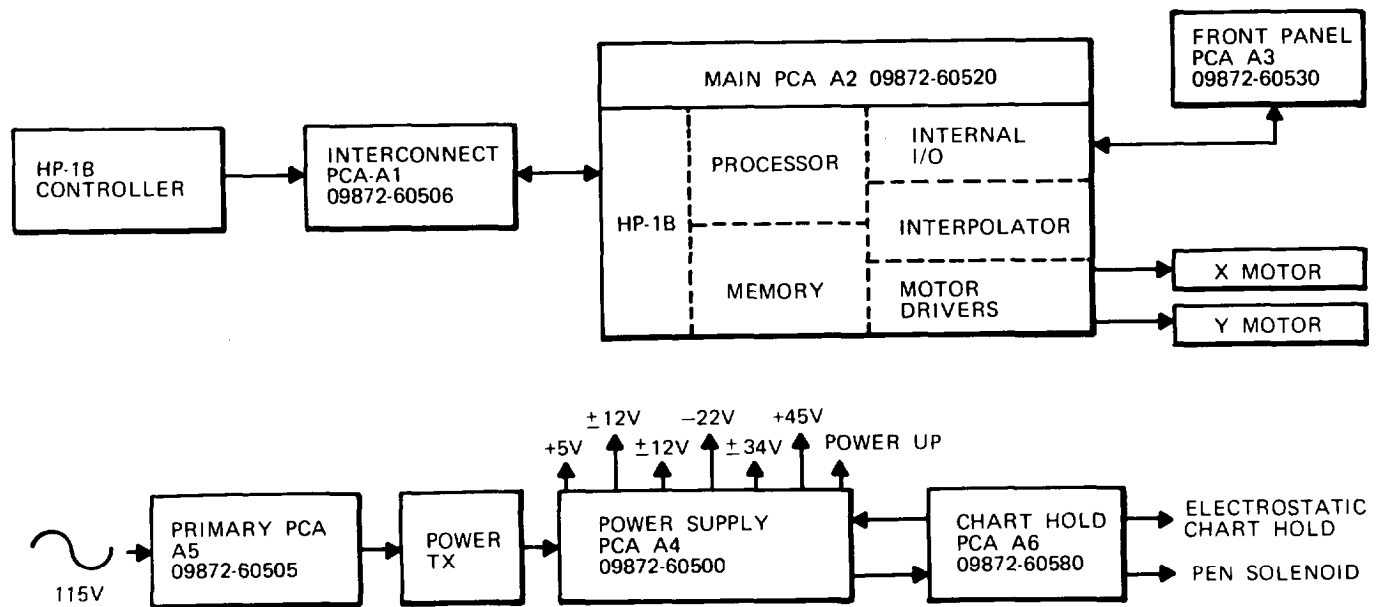 HP-1B
CONTROLLER
INTERCONNECT
PCA-A1
09872-60506
MAIN PCA A2 09872-60520
HP-1B
PROCESSOR
MEMORY
INTERNAL
I/O
INTERPOLATOR
MOTOR
DRIVERS
FRONT PANEL
PCA A3
09872-60530
X MOTOR
Y MOTOR
115V
PRIMARY PCA
A5
09872-60505
POWER
TX
+5V
±12V
±12V
−22V
±34V
+45V
POWER UP
POWER SUPPLY
PCA A4
09872-60500
CHART HOLD
PCA A6
09872-60580
ELECTROSTATIC
CHART HOLD
PEN SOLENOID